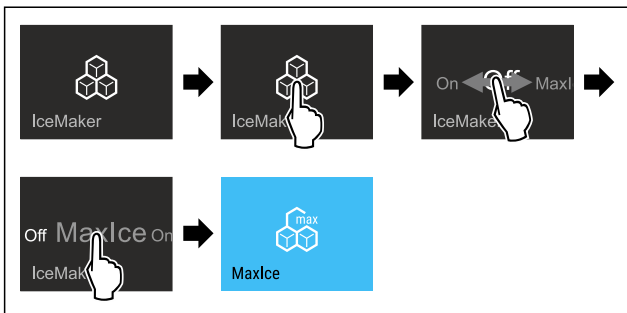 IceMaker
IceMak
On Off MaxI
IceMake
Off MaxIce On
IceMak
max
MaxIce